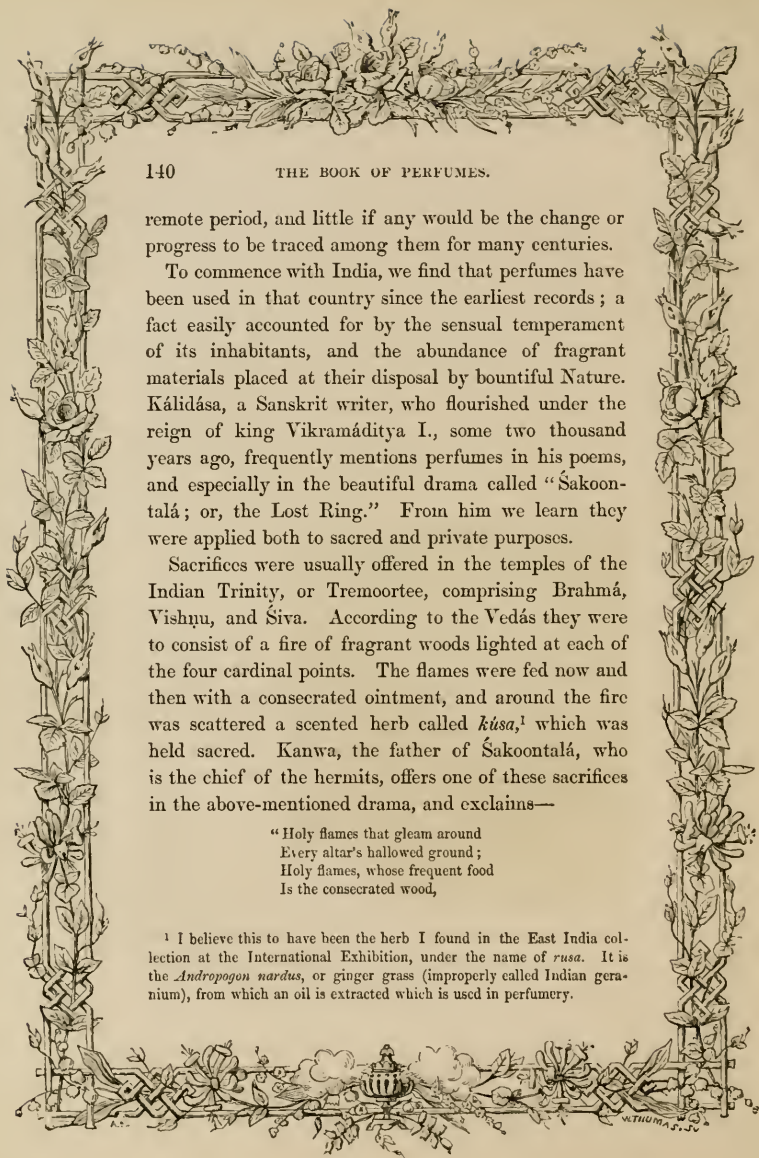 140 THE BOOK OF PERFUMES.
remote period, and little if any would be the change or
progress to be traced among them for many centuries.
To commence with India, we find that perfumes have
been used in that country since the earliest records ; a
fact easily accounted for by the sensual temperament
of its inhabitants, and the abundance of fragrant
materials placed at their disposal by bountiful Nature.
Kálidása, a Sanskrit writer, who flourished under the
reign of king Vikramáditya I., some two thousand
years ago, frequently mentions perfumes in his poems,
and especially in the beautiful drama called “ Śakoon-
talá ; or, the Lost Ring.” From him we learn they
were applied both to sacred and private purposes.
Sacrifices were usually offered in the temples of the
Indian Trinity, or Tremoortee, comprising Brahmá,
Vishṇu, and Śiva. According to the Vedás they were
to consist of a fire of fragrant woods lighted at each of
the four cardinal points. The flames were fed now and
then with a consecrated ointment, and around the fire
was scattered a scented herb called kúsa,¹ which was
held sacred. Kanwa, the father of Śakoontalá, who
is the chief of the hermits, offers one of these sacrifices
in the above-mentioned drama, and exclaims—
“ Holy flames that gleam around
Every altar's hallowed ground ;
Holy flames, whose frequent food
Is the consecrated wood,
¹ I believe this to have been the herb I found in the East India col-
lection at the International Exhibition, under the name of rusa. It is
the Andropogon nardus, or ginger grass (improperly called Indian gera-
nium), from which an oil is extracted which is used in perfumery.
W. THOMAS. Sc